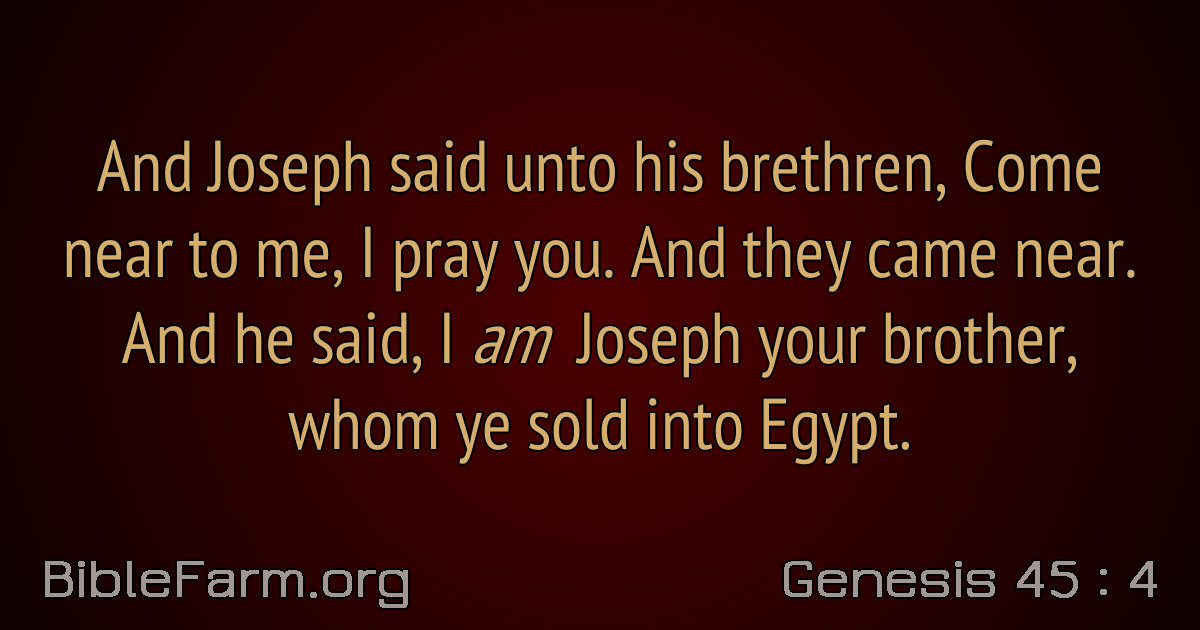 And Joseph said unto his brethren, Come
near to me, I pray you. And they came near.
And he said, I am Joseph your brother,
whom ye sold into Egypt.
BibleFarm.org
Genesis 45 : 4